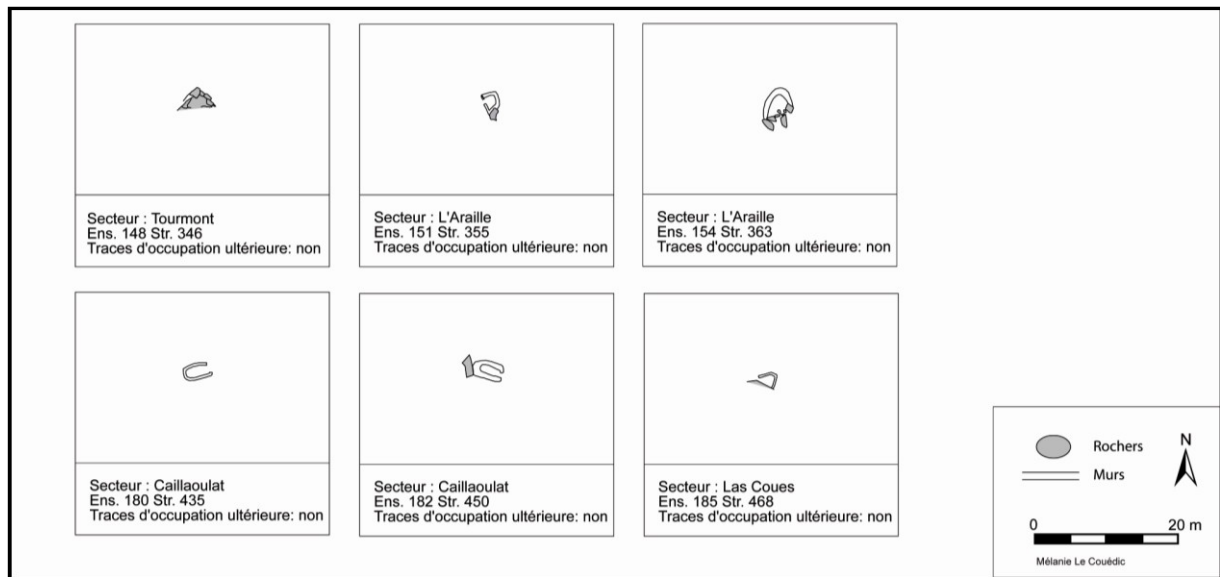 Secteur : Tourmont
Ens. 148 Str. 346
Traces d'occupation ultérieure: non
Secteur : L'Araille
Ens. 151 Str. 355
Traces d'occupation ultérieure: non
Secteur : L'Araille
Ens. 154 Str. 363
Traces d'occupation ultérieure: non
Secteur : Caillaoulat
Ens. 180 Str. 435
Traces d'occupation ultérieure: non
Secteur : Caillaoulat
Ens. 182 Str. 450
Traces d'occupation ultérieure: non
Secteur : Las Coues
Ens. 185 Str. 468
Traces d'occupation ultérieure: non
Rochers
Murs
N
0 20 m
Mélanie Le Couédic